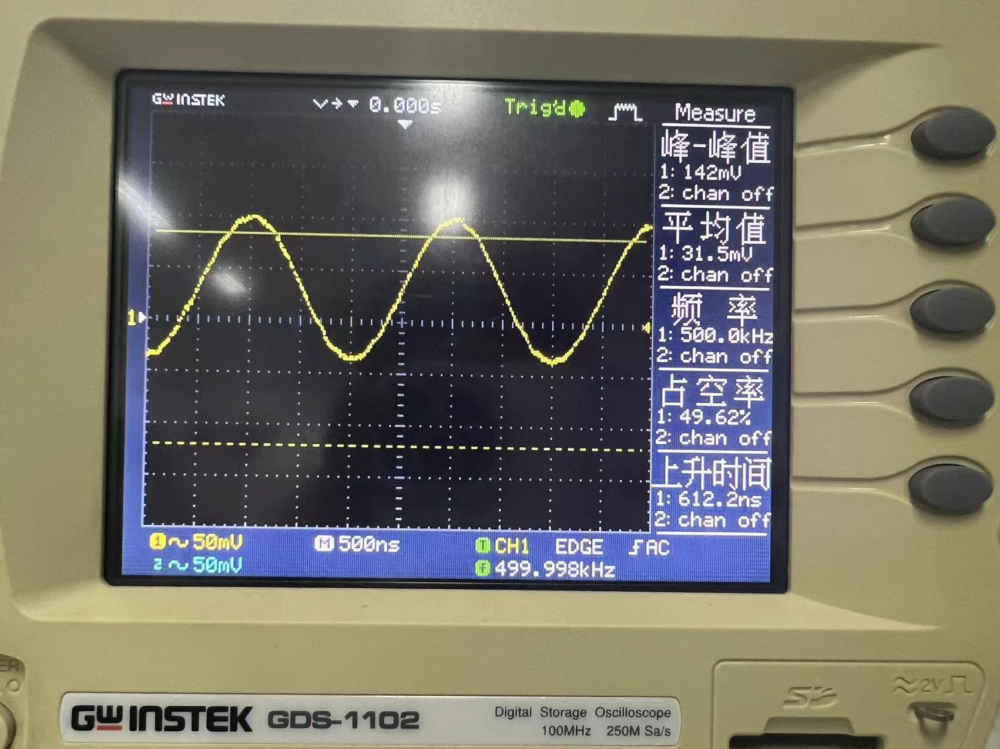 GW INSTEK
0.000s
Trig'd
Measure
峰-峰值
1: 142mV
2: chan off
平均值
1: 31.5mV
2: chan off
频率
1: 500.0kHz
2: chan off
占空率
1: 49.62%
2: chan off
上升时间
1: 612.2ns
2: chan off
1
1 ~ 50mV
M 500ns
T CH1 EDGE AC
2 ~ 50mV
f 499.998kHz
GW INSTEK GDS-1102
Digital Storage Oscilloscope
100MHz 250M Sa/s
SD
≈2V